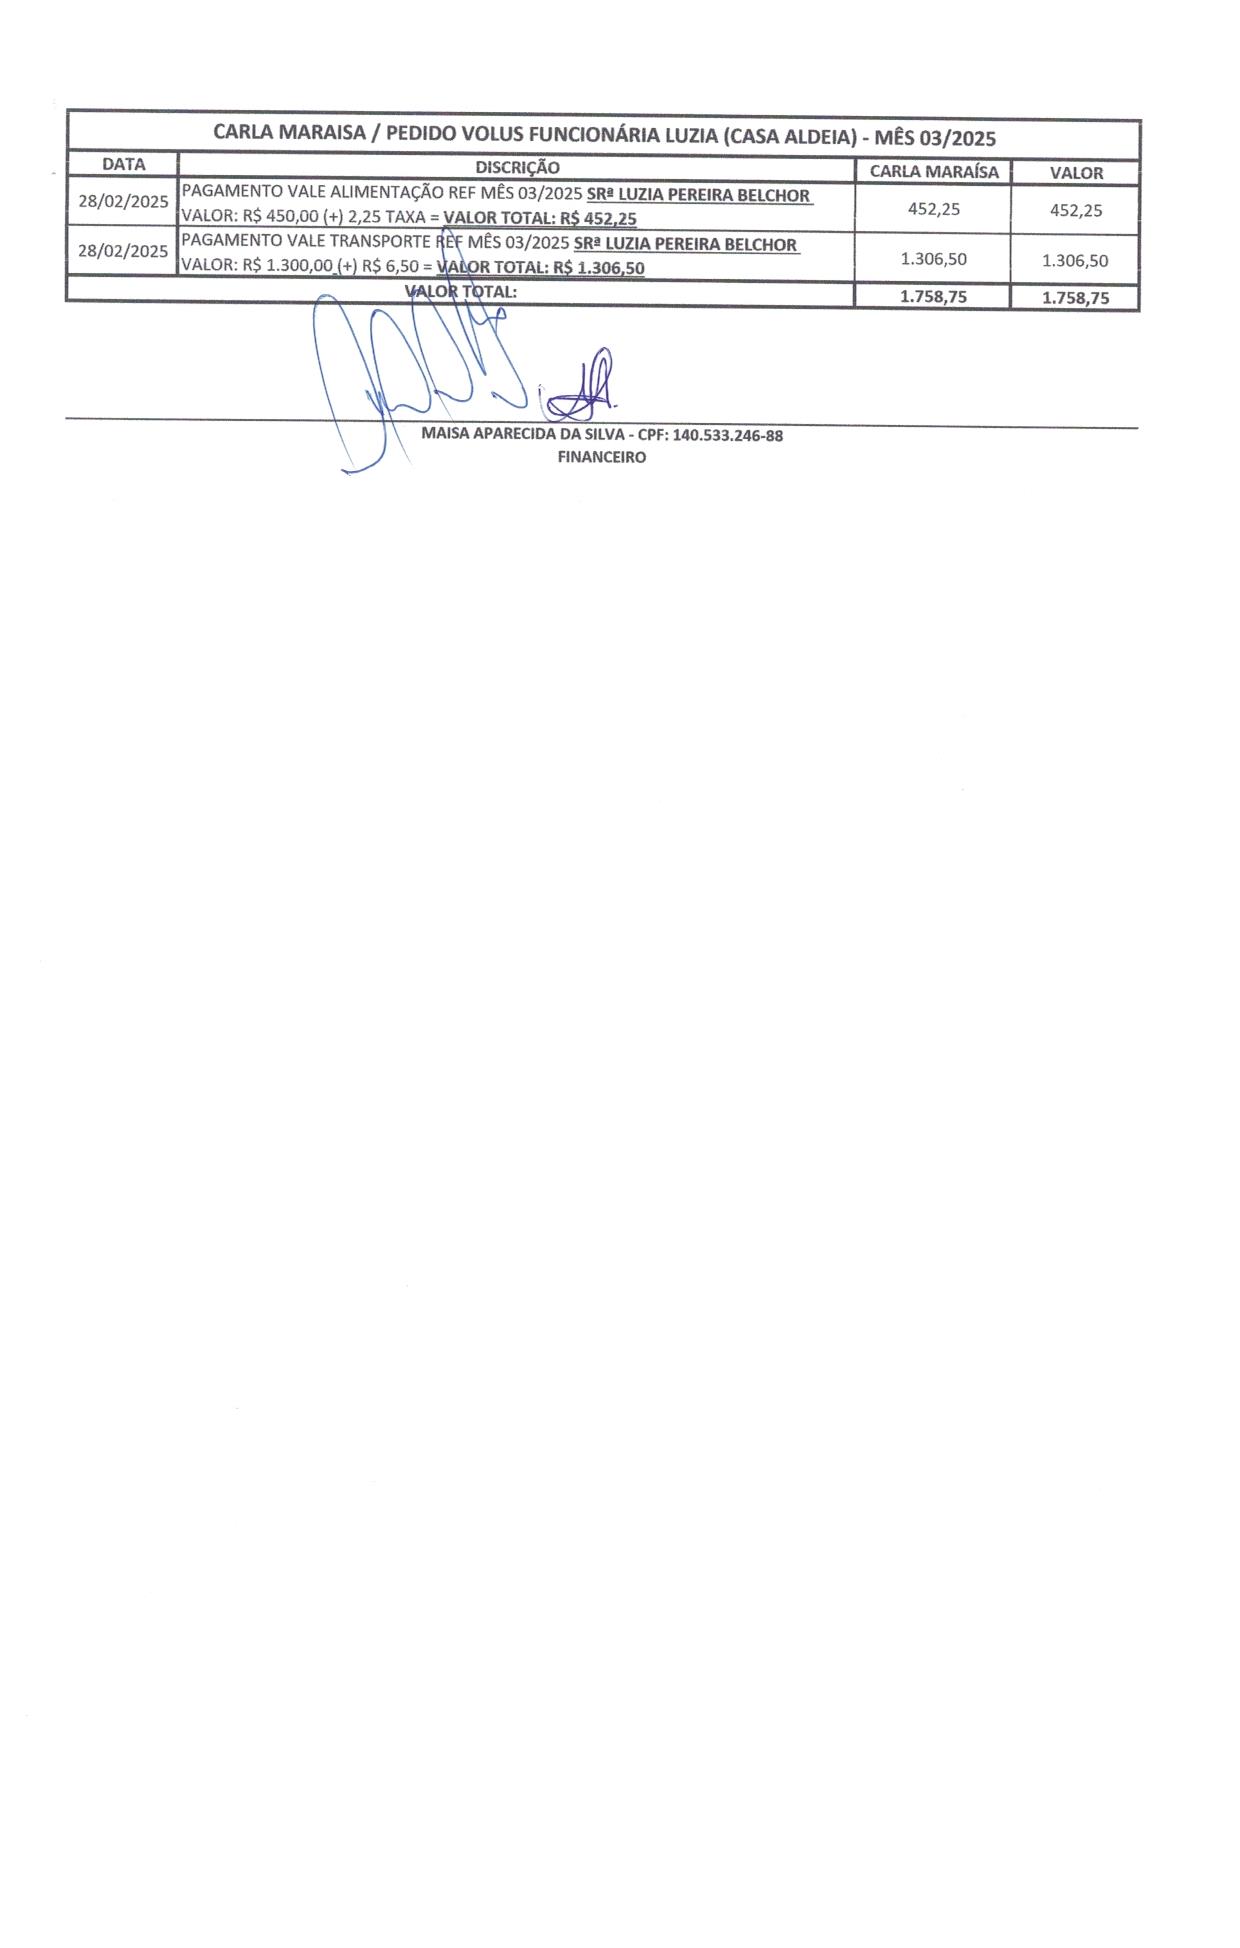 CARLA MARAISA / PEDIDO VOLUS FUNCIONÁRIA LUZIA (CASA ALDEIA) - MÊS 03/2025
DATA DISCRIÇÃO CARLA MARAÍSA VALOR
28/02/2025 PAGAMENTO VALE ALIMENTAÇÃO REF MÊS 03/2025 SRª LUZIA PEREIRA BELCHOR
VALOR: R$ 450,00 (+) 2,25 TAXA = VALOR TOTAL: R$ 452,25 452,25 452,25
28/02/2025 PAGAMENTO VALE TRANSPORTE REF MÊS 03/2025 SRª LUZIA PEREIRA BELCHOR
VALOR: R$ 1.300,00 (+) R$ 6,50 = VALOR TOTAL: R$ 1.306,50 1.306,50 1.306,50
VALOR TOTAL: 1.758,75 1.758,75
MAISA APARECIDA DA SILVA - CPF: 140.533.246-88
FINANCEIRO